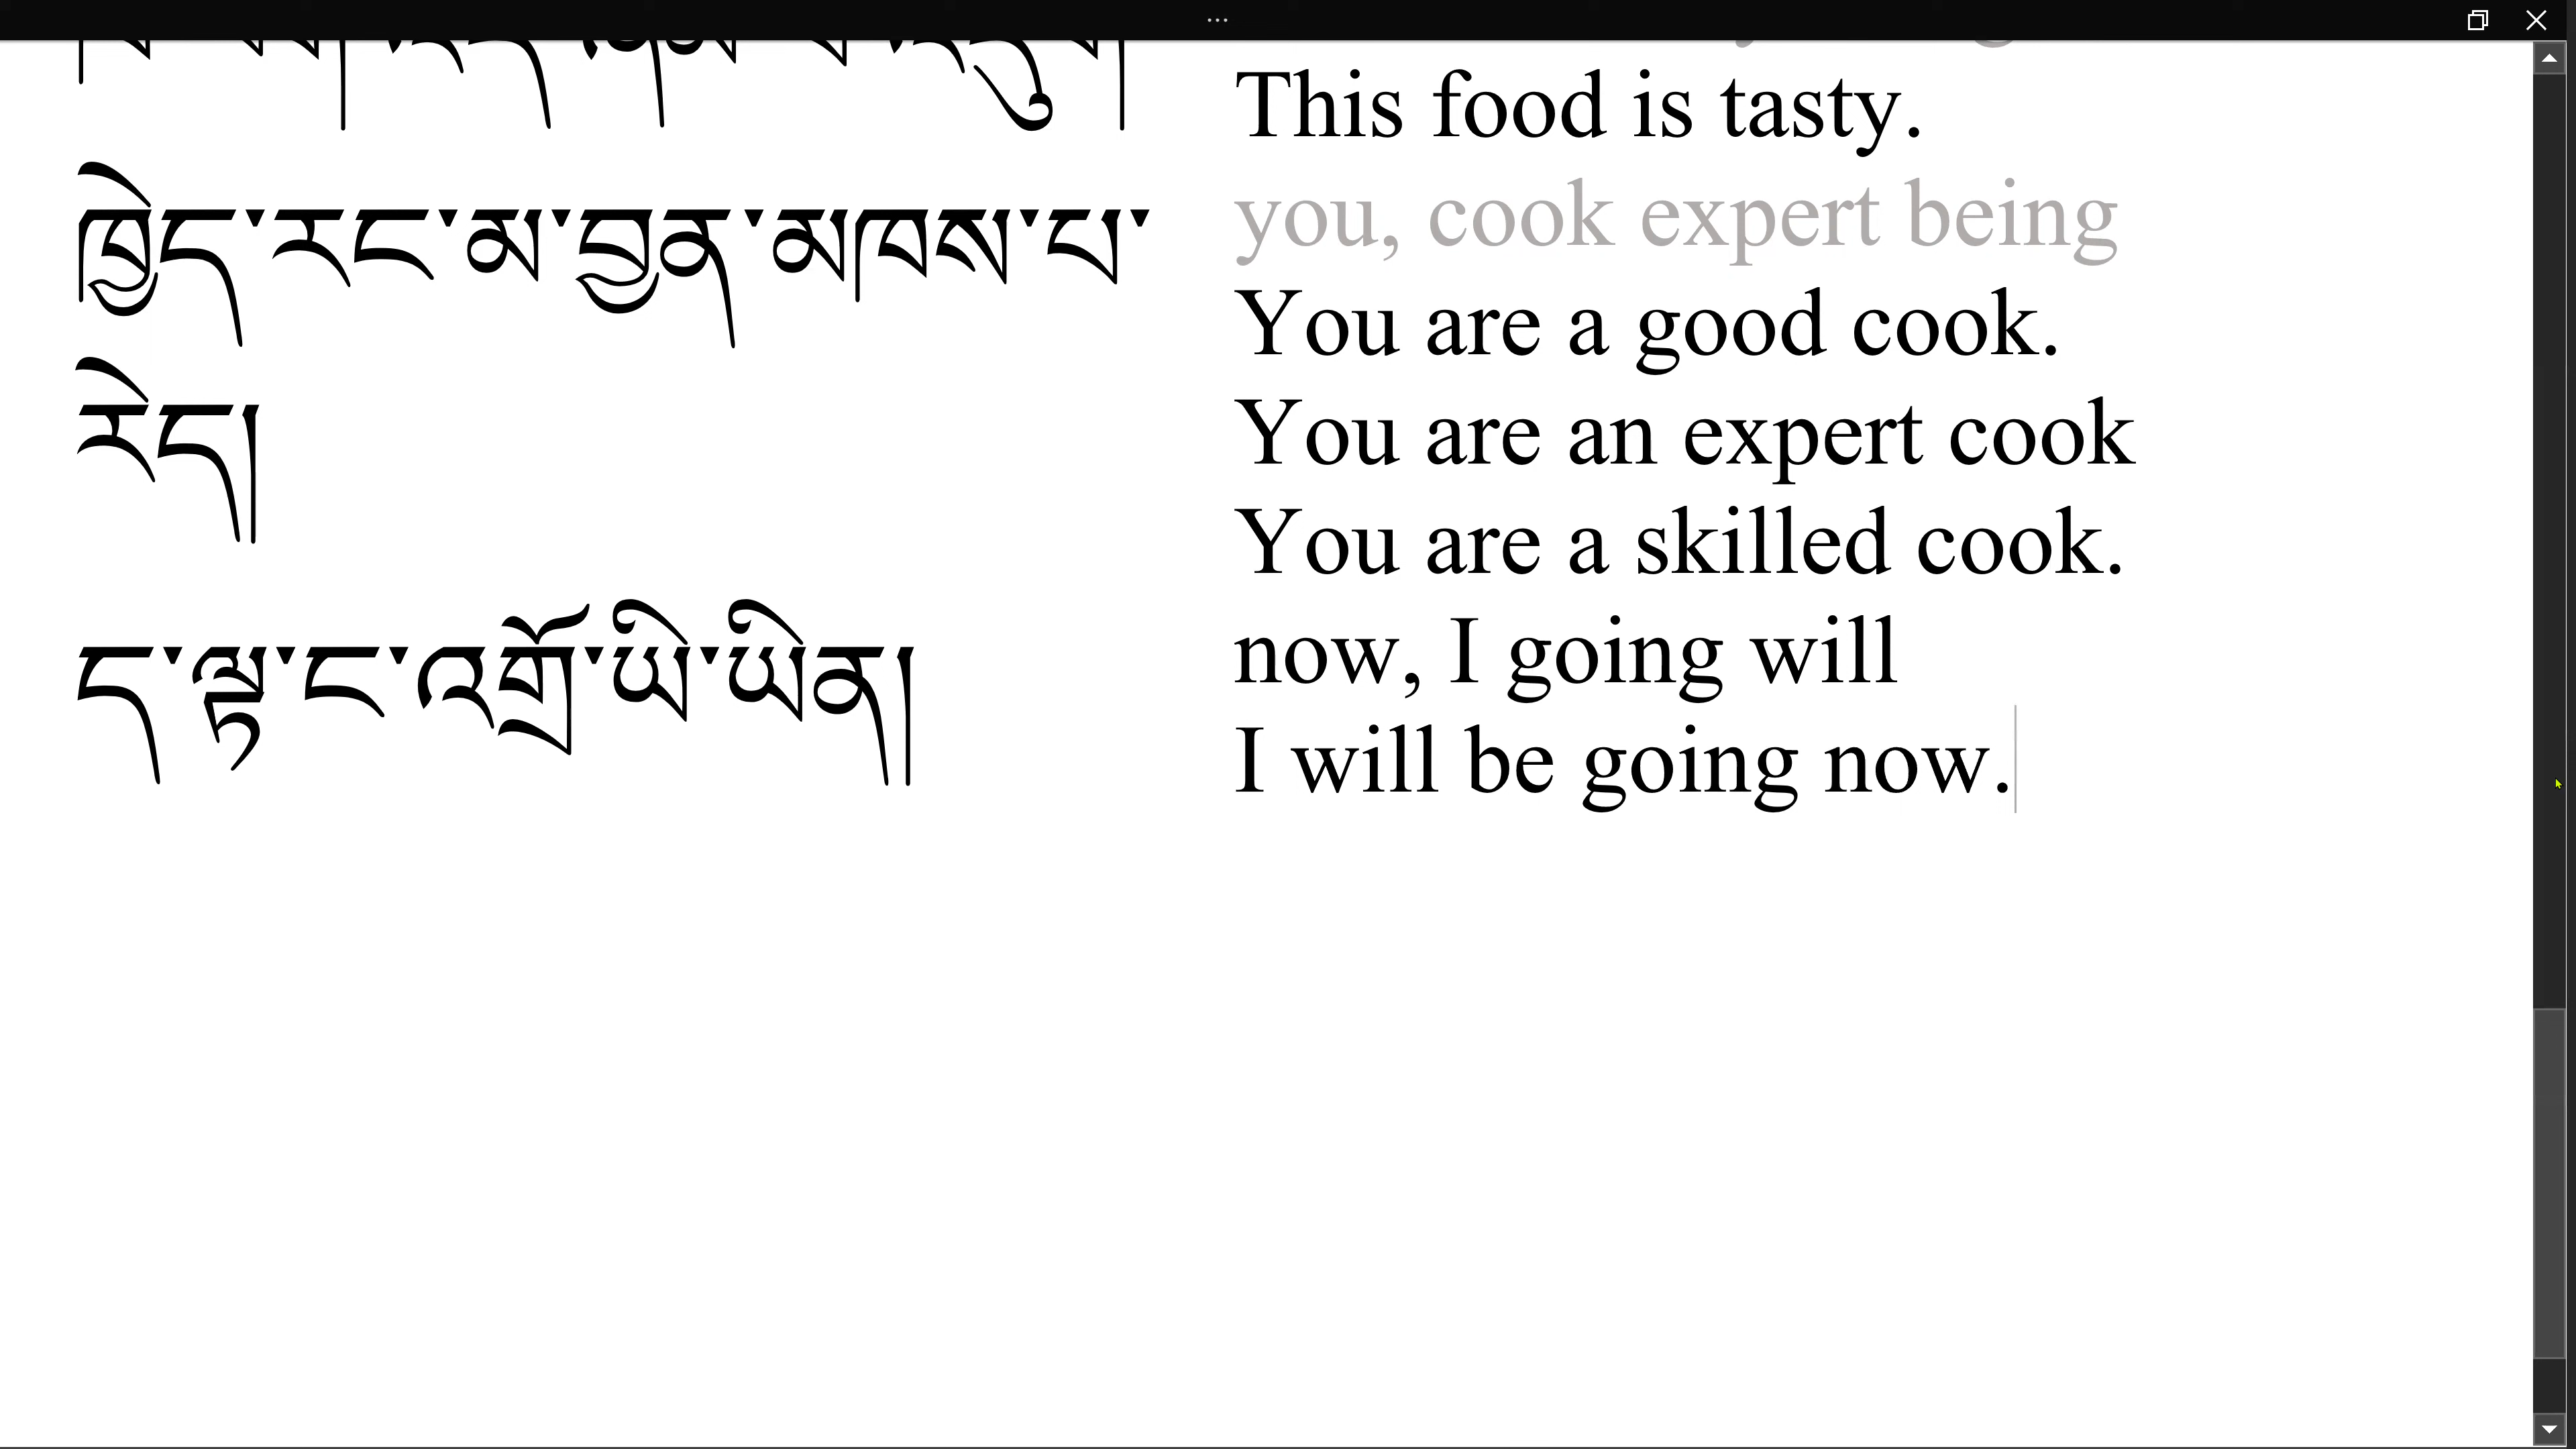 This food is tasty.
ཁྱེད་རང་མ་བྱན་མཁས་པ་
you, cook expert being
You are a good cook.
རེད།
You are an expert cook
You are a skilled cook.
ད་ལྟ་ང་འགྲོ་ཡི་ཡིན།
now, I going will
I will be going now.